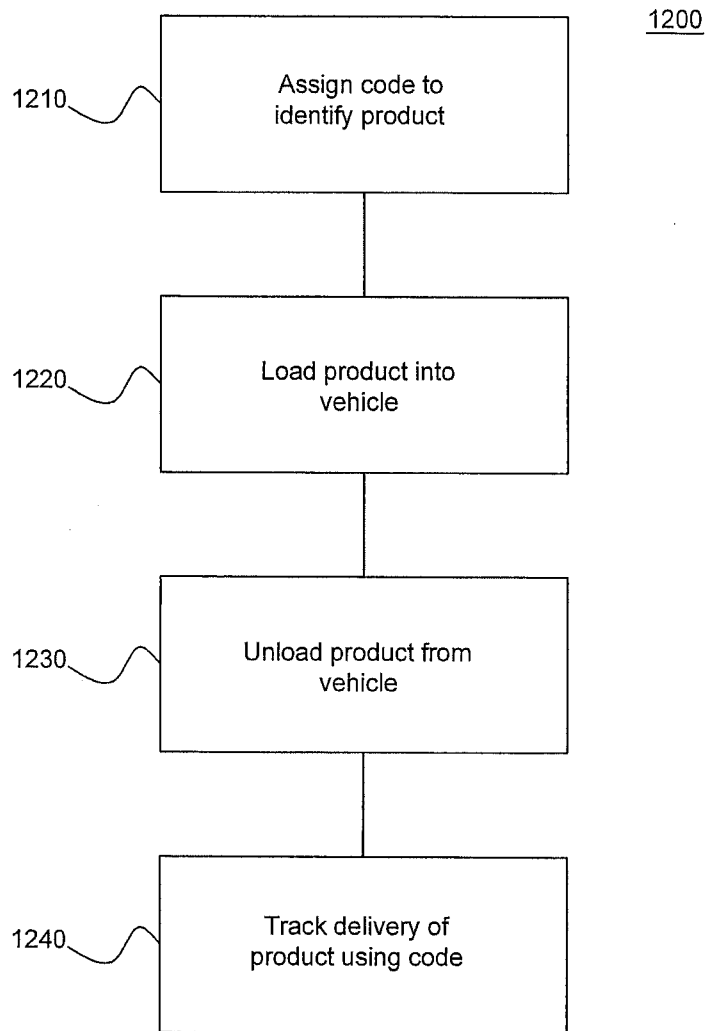 1200
1210
Assign code to
identify product
1220
Load product into
vehicle
1230
Unload product from
vehicle
1240
Track delivery of
product using code